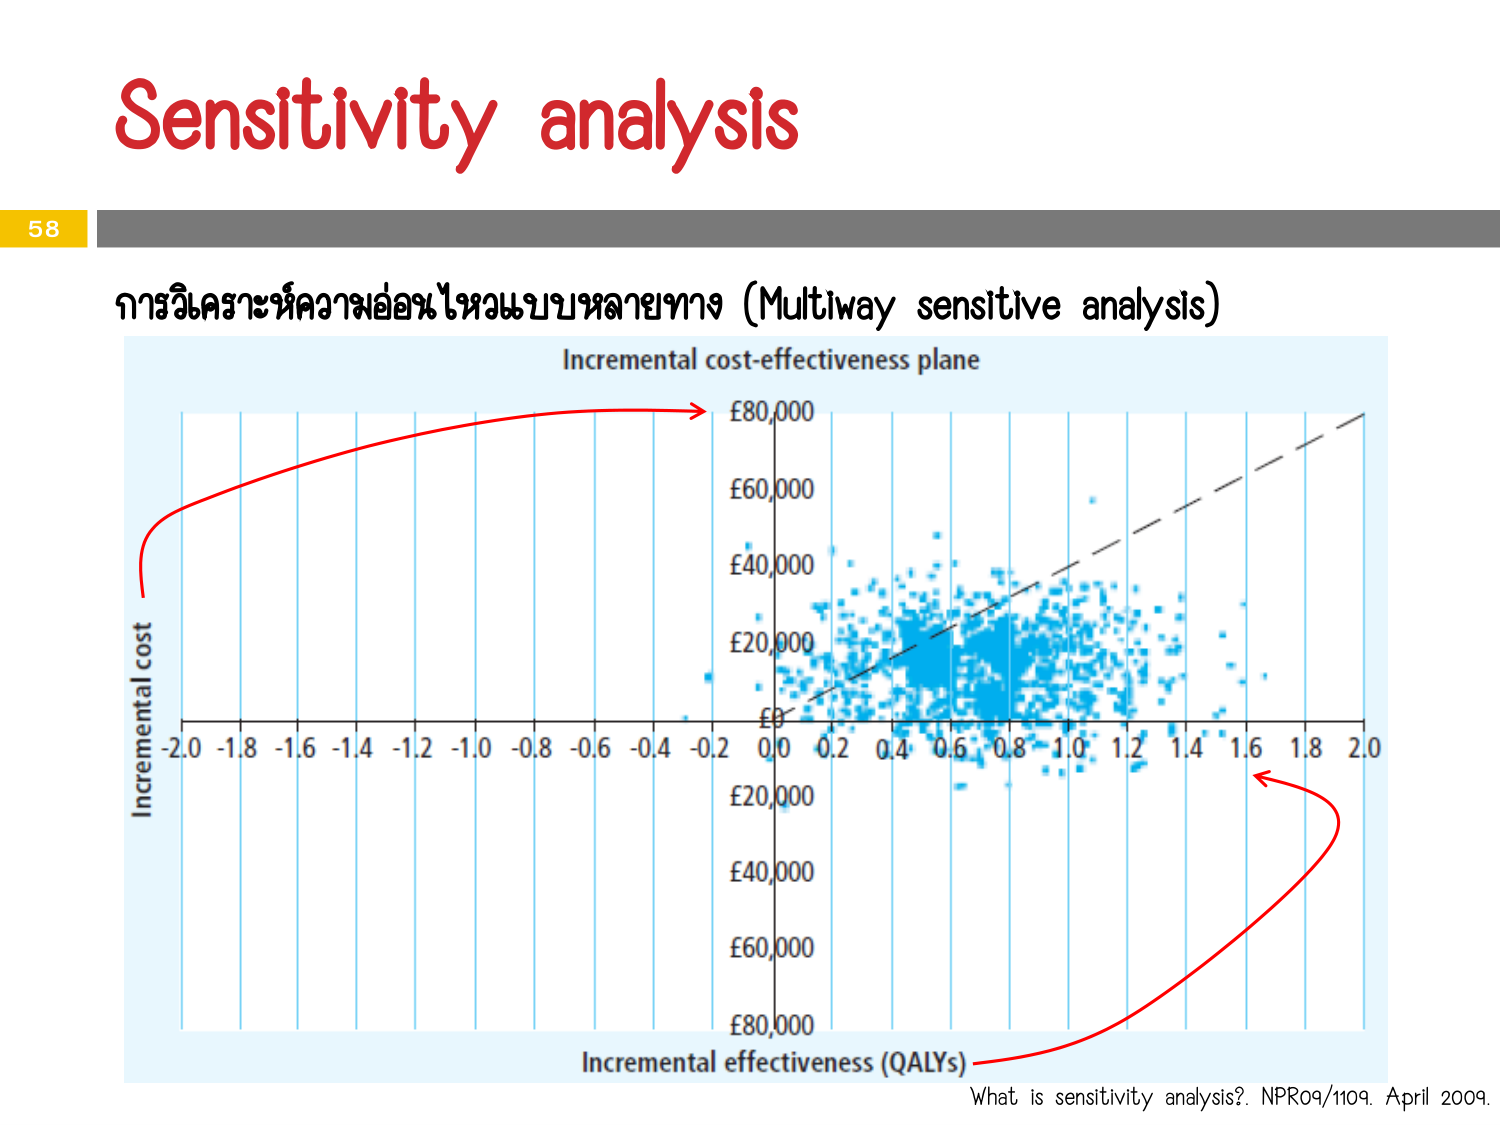 Sensitivity analysis
58
การวิเคราะห์ความอ่อนไหวแบบหลายทาง (Multiway sensitive analysis)
Incremental cost-effectiveness plane
£80,000
£60,000
£40,000
£20,000
£0
-2.0 -1.8 -1.6 -1.4 -1.2 -1.0 -0.8 -0.6 -0.4 -0.2 0.0 0.2 0.4 0.6 0.8 1.0 1.2 1.4 1.6 1.8 2.0
£20,000
£40,000
£60,000
£80,000
Incremental cost
Incremental effectiveness (QALYs)
What is sensitivity analysis?. NPR09/1109. April 2009.